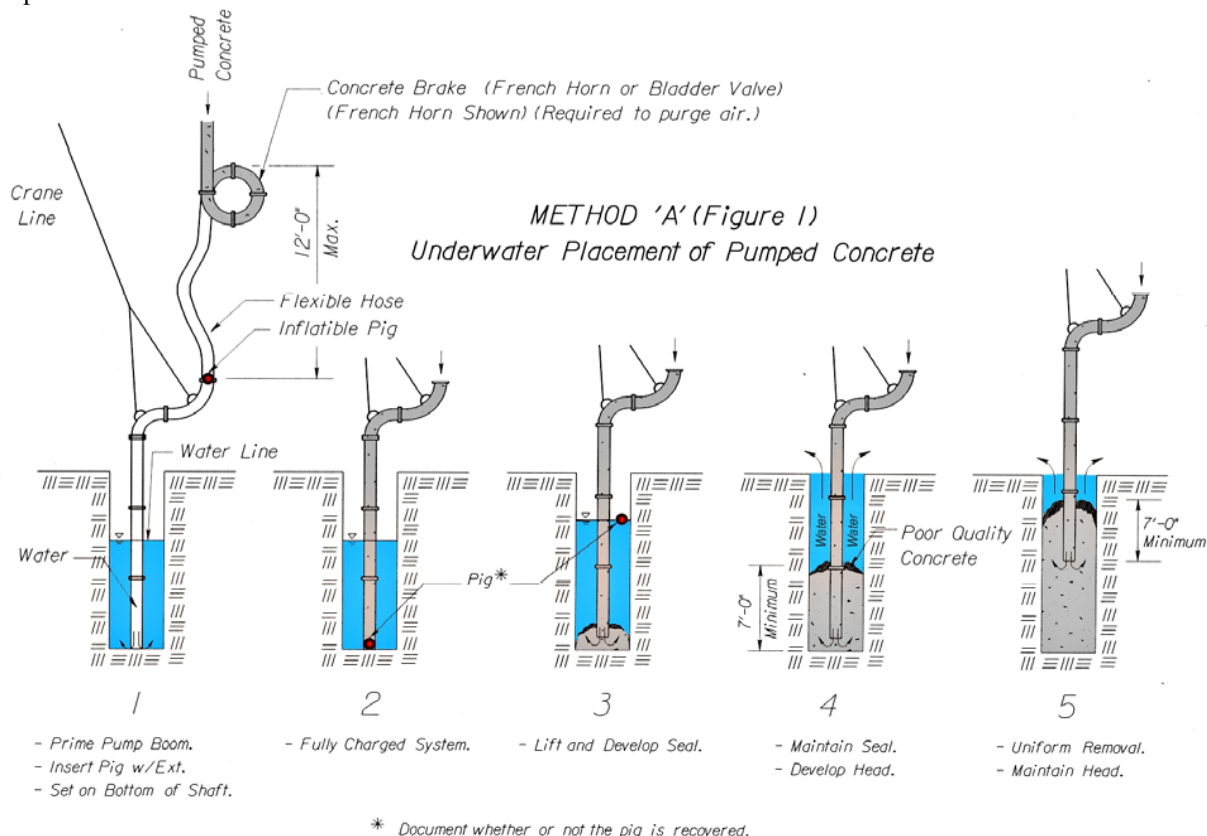 Pumped
Concrete
Concrete Brake (French Horn or Bladder Valve)
(French Horn Shown) (Required to purge air.)
Crane
Line
12'-0"
Max.
METHOD 'A' (Figure 1)
Underwater Placement of Pumped Concrete
Flexible Hose
Inflatible Pig
Water Line
Water
Pig*
Water
Water
Poor Quality
Concrete
7'-0"
Minimum
7'-0"
Minimum
1
- Prime Pump Boom.
- Insert Pig w/Ext.
- Set on Bottom of Shaft.
2
- Fully Charged System.
3
- Lift and Develop Seal.
4
- Maintain Seal.
- Develop Head.
5
- Uniform Removal.
- Maintain Head.
* Document whether or not the pig is recovered.